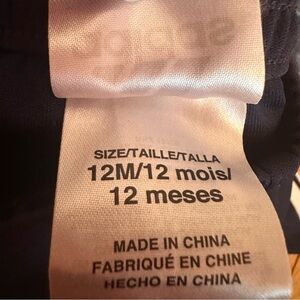 SIZE/TAILLE/TALLA
12M/12 mois/
12 meses
MADE IN CHINA
FABRIQUÉ EN CHINE
HECHO EN CHINA